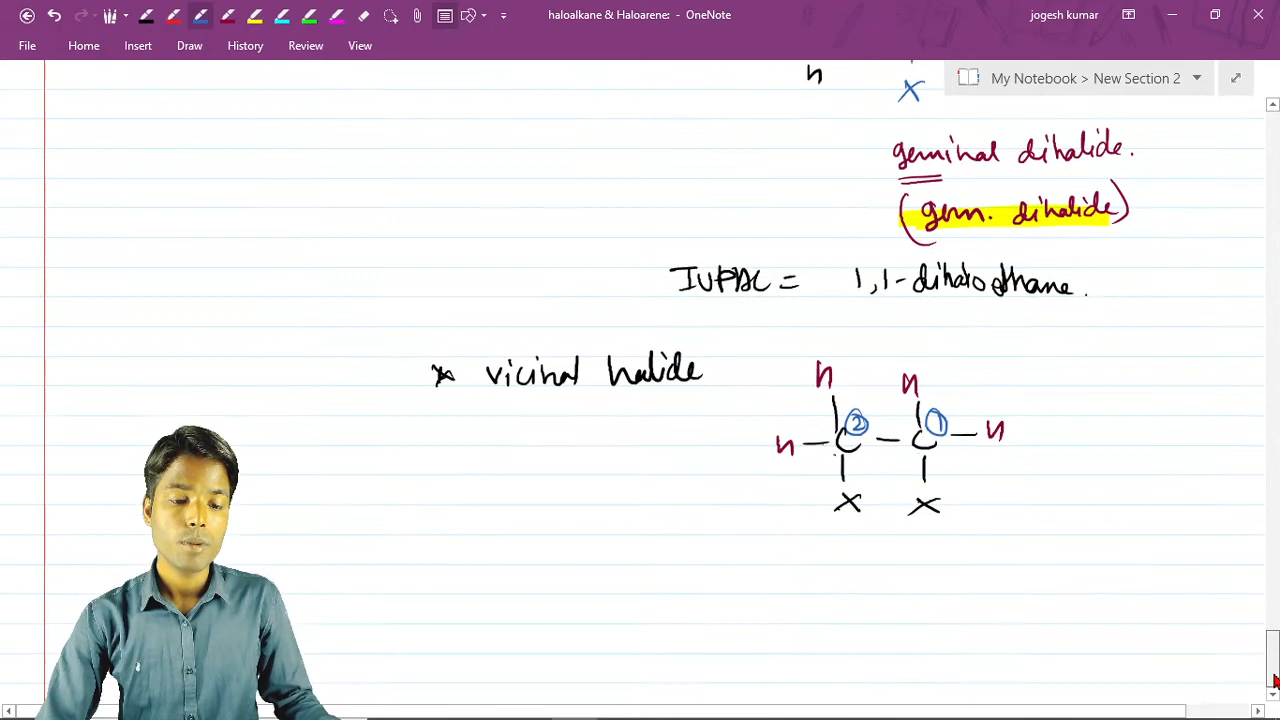 haloalkane & Haloarene: - OneNote
jogesh kumar
File Home Insert Draw History Review View
My Notebook > New Section 2
H
X
geminal dihalide.
(gem. dihalide)
IUPAC = 1,1-dihaloethane.
* vicinal halide
H H
2 1
H - C - C - H
X X